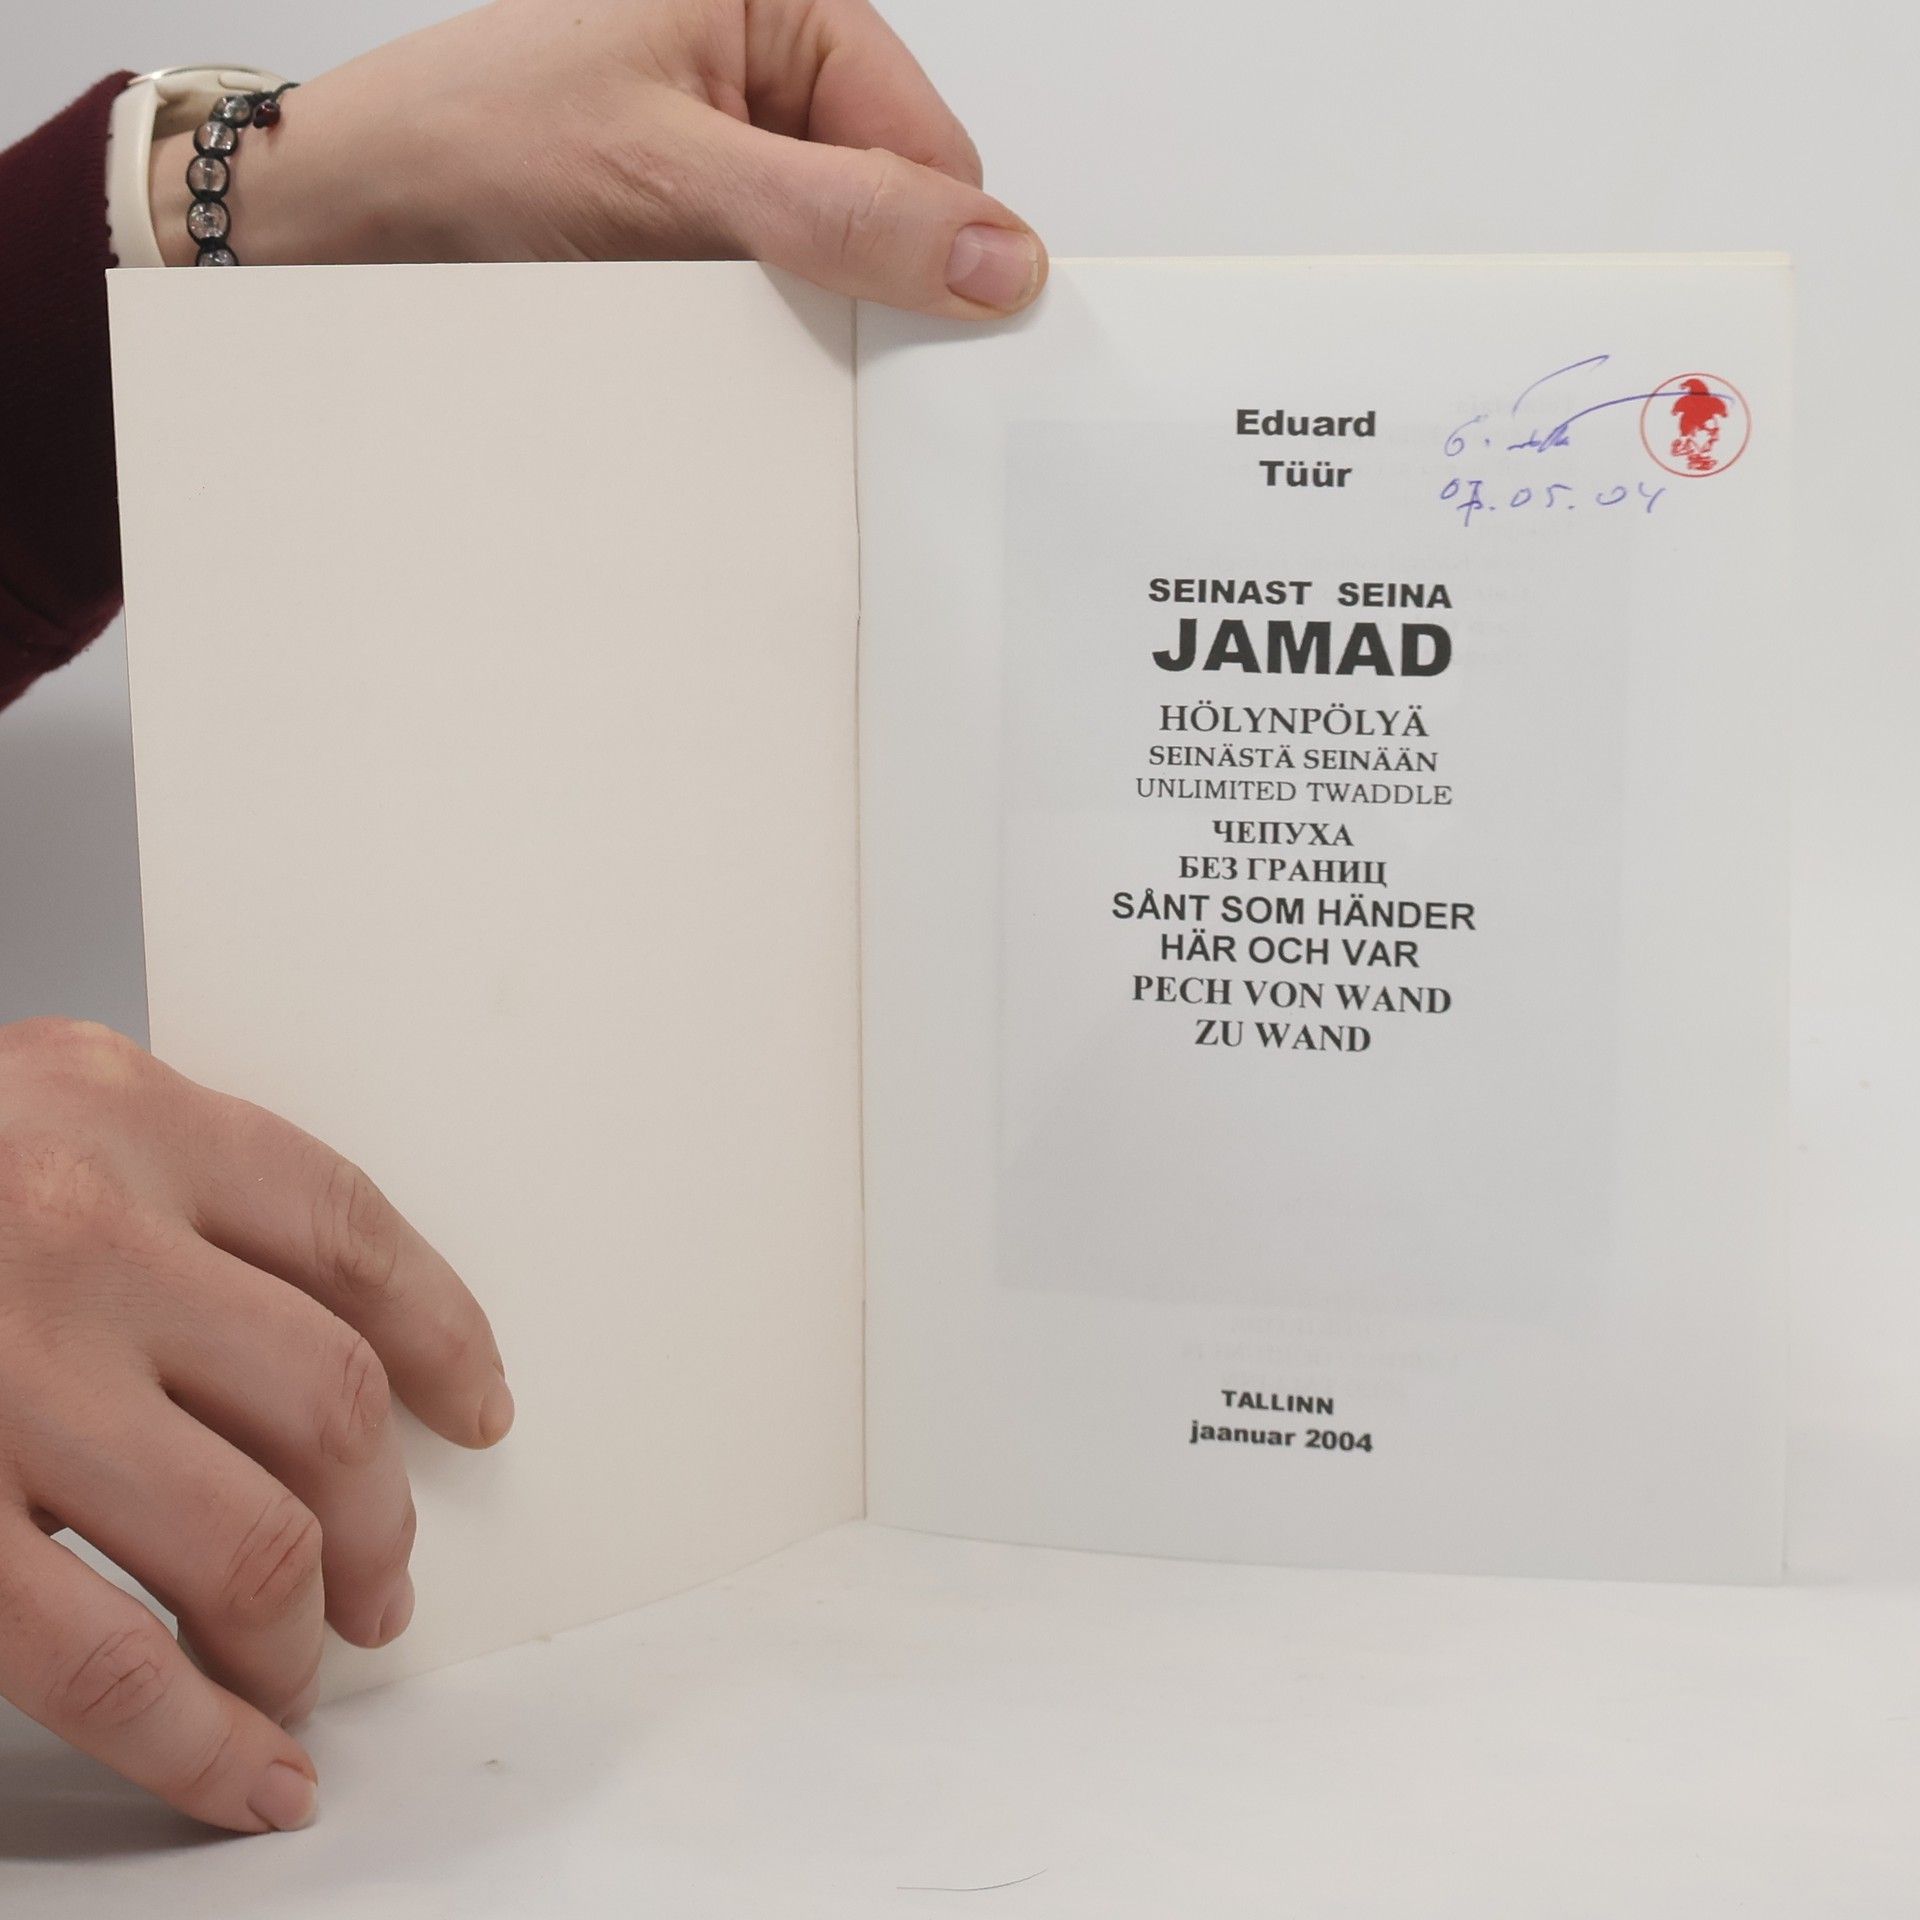 Eduard
Tüür
07.05.04
SEINAST SEINA
JAMAD
HÖLYNPÖLYÄ
SEINÄSTÄ SEINÄÄN
UNLIMITED TWADDLE
ЧЕПУХА
БЕЗ ГРАНИЦ
SÅNT SOM HÄNDER
HÄR OCH VAR
PECH VON WAND
ZU WAND
TALLINN
jaanuar 2004